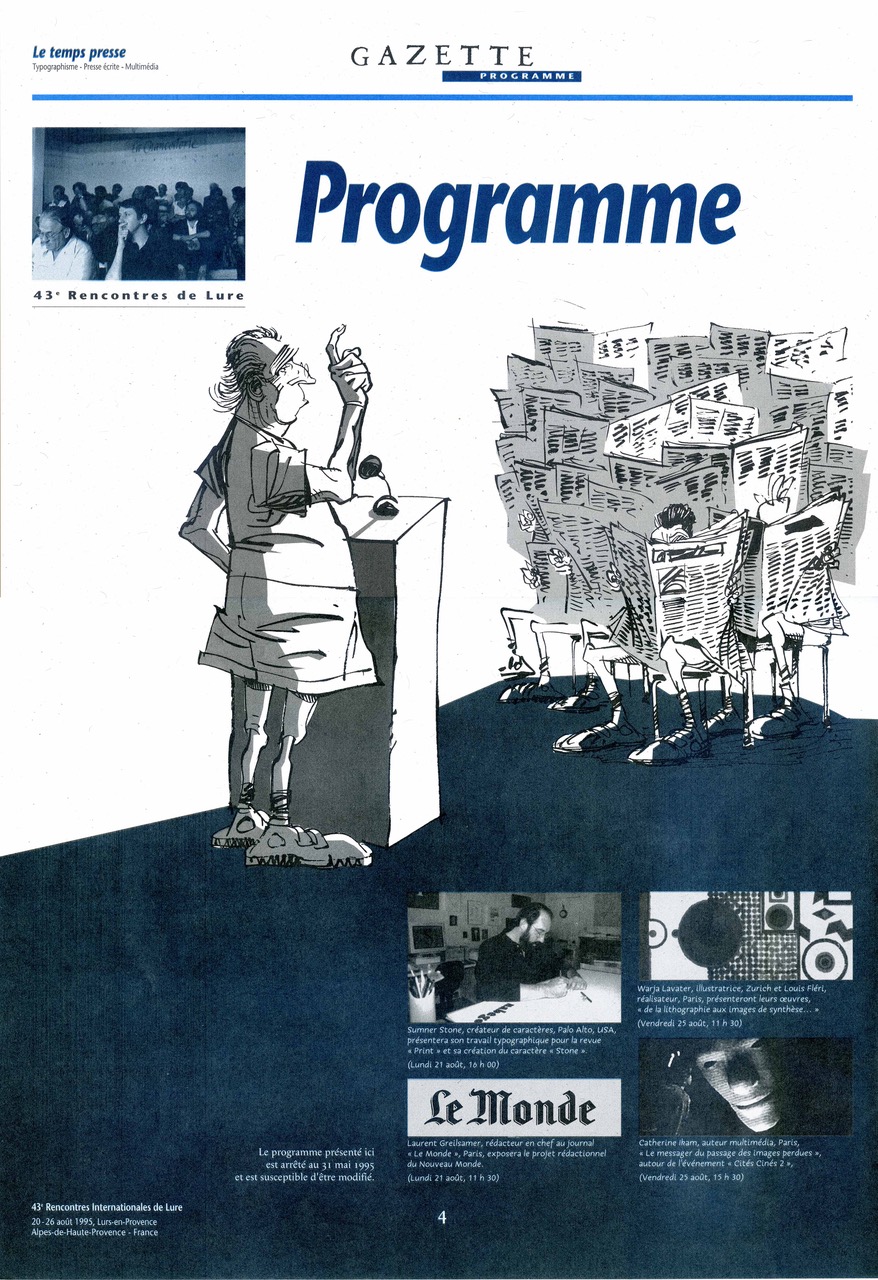 Le temps presse
Typographisme - Presse écrite - Multimédia
GAZETTE
PROGRAMME
La Chancellerie
43e Rencontres de Lure
Programme
Sumner Stone, créateur de caractères, Palo Alto, USA,
présentera son travail typographique pour la revue
« Print » et sa création du caractère « Stone ».
(Lundi 21 août, 16 h 00)
Le Monde
Laurent Greilsamer, rédacteur en chef au journal
« Le Monde », Paris, exposera le projet rédactionnel
du Nouveau Monde.
(Lundi 21 août, 11 h 30)
Warja Lavater, illustratrice, Zurich et Louis Fléri,
réalisateur, Paris, présenteront leurs œuvres,
« de la lithographie aux images de synthèse... »
(Vendredi 25 août, 11 h 30)
Catherine Ikam, auteur multimédia, Paris,
« Le messager du passage des images perdues »,
autour de l'événement « Cités Cinés 2 »,
(Vendredi 25 août, 15 h 30)
Le programme présenté ici
est arrêté au 31 mai 1995
et est susceptible d'être modifié.
43e Rencontres Internationales de Lure
20 - 26 août 1995, Lurs-en-Provence
Alpes-de-Haute-Provence - France
4